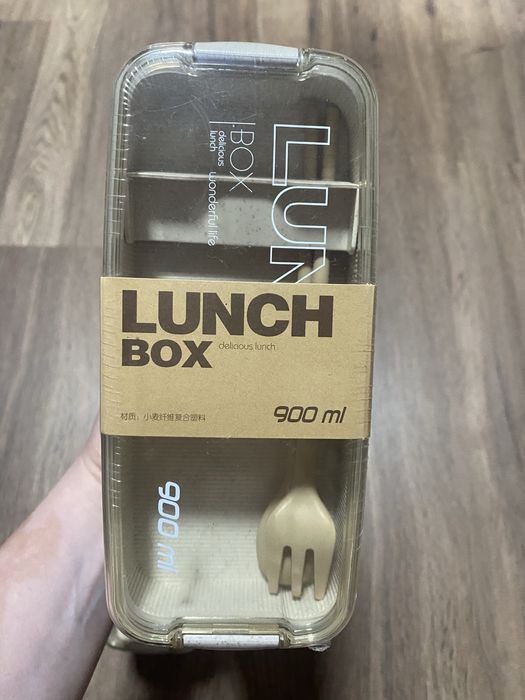 LUN
.BOX
delicious
lunch
wonderful life
LUNCH
BOX delicious lunch
材质：小麦纤维复合塑料 900 ml
900 ml